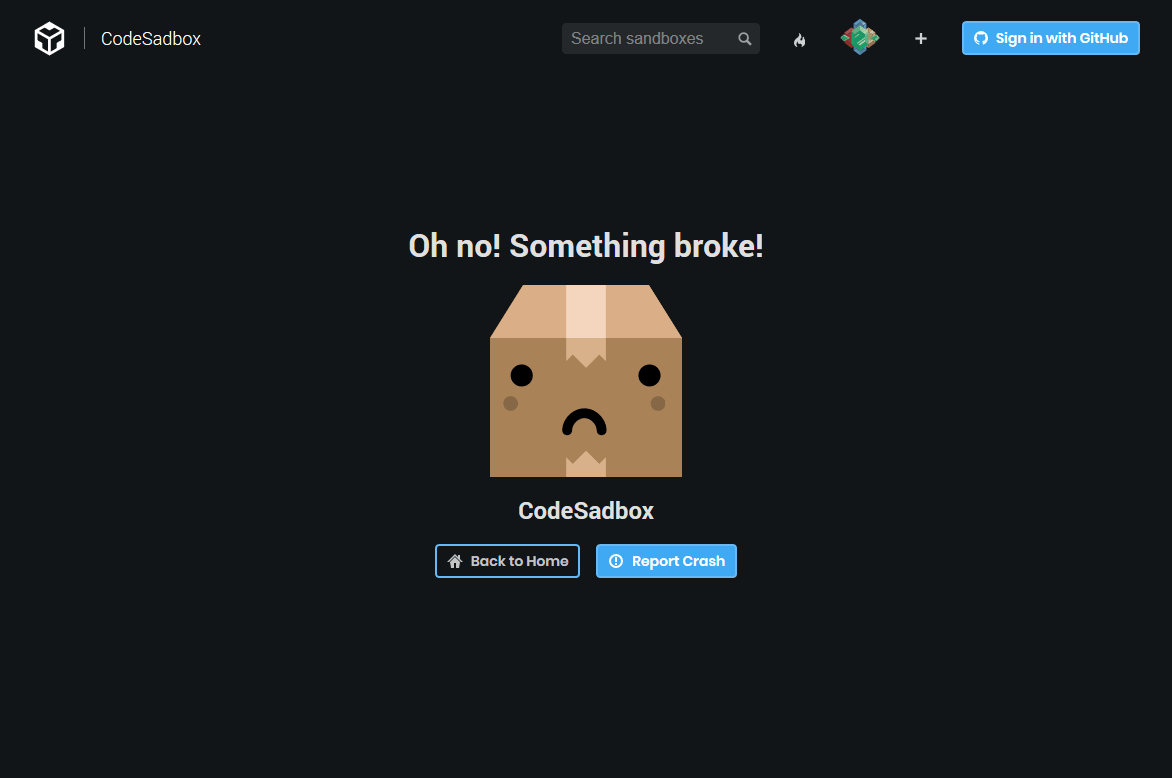 CodeSadbox
Search sandboxes
Sign in with GitHub
Oh no! Something broke!
CodeSadbox
Back to Home
Report Crash